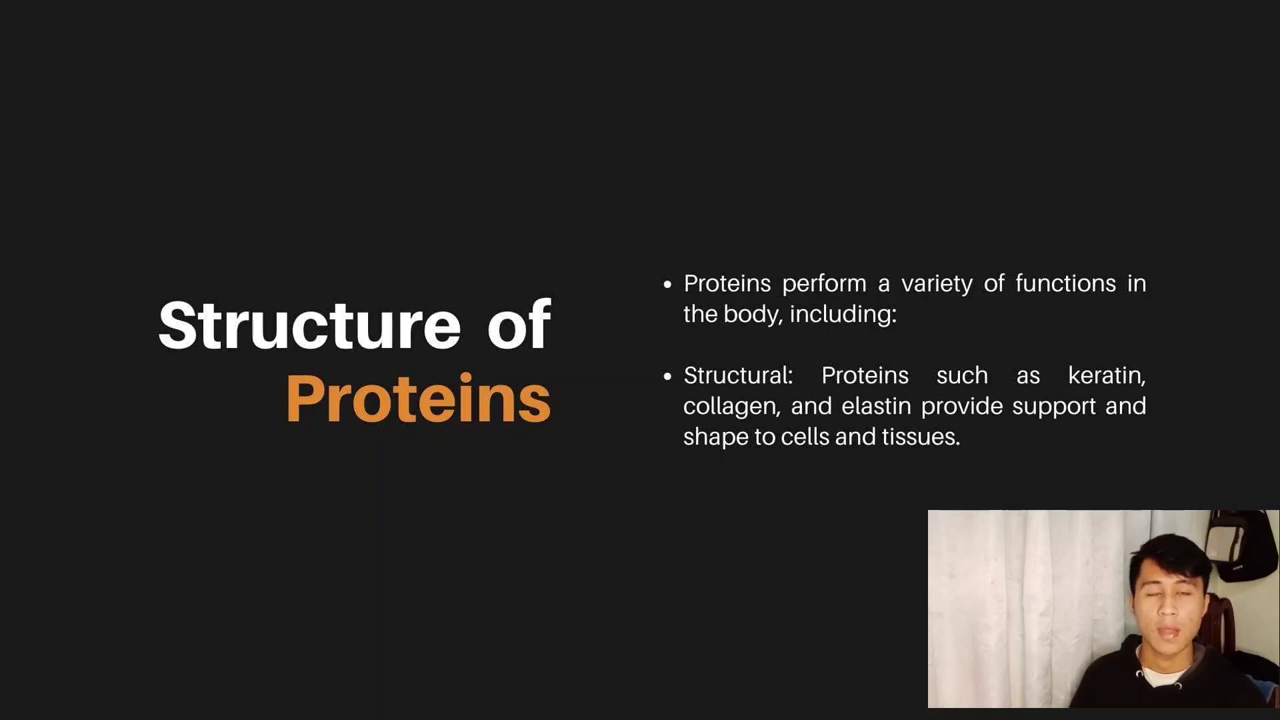 Structure of
Proteins
• Proteins perform a variety of functions in
the body, including:
• Structural: Proteins such as keratin,
collagen, and elastin provide support and
shape to cells and tissues.